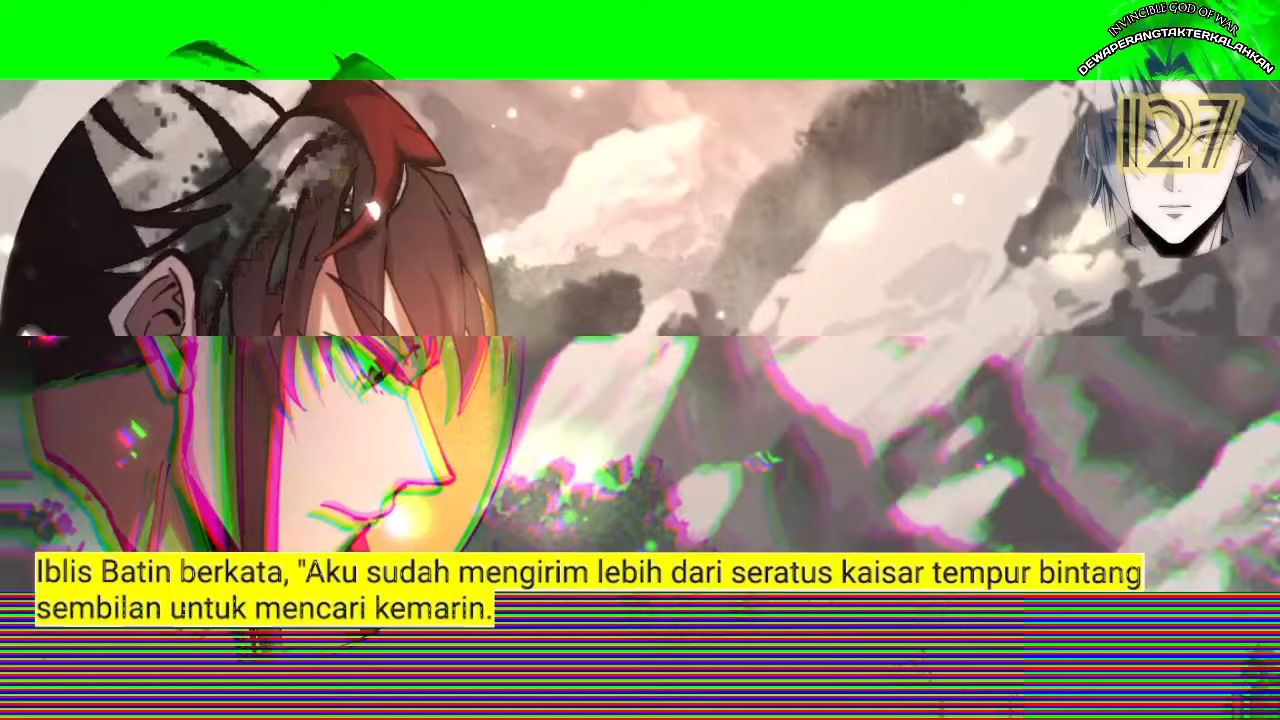 INVINCIBLE GOD OF WAR
DEWAPERANGTAKTERKALAHKAN
127
Iblis Batin berkata, "Aku sudah mengirim lebih dari seratus kaisar tempur bintang
sembilan untuk mencari kemarin.